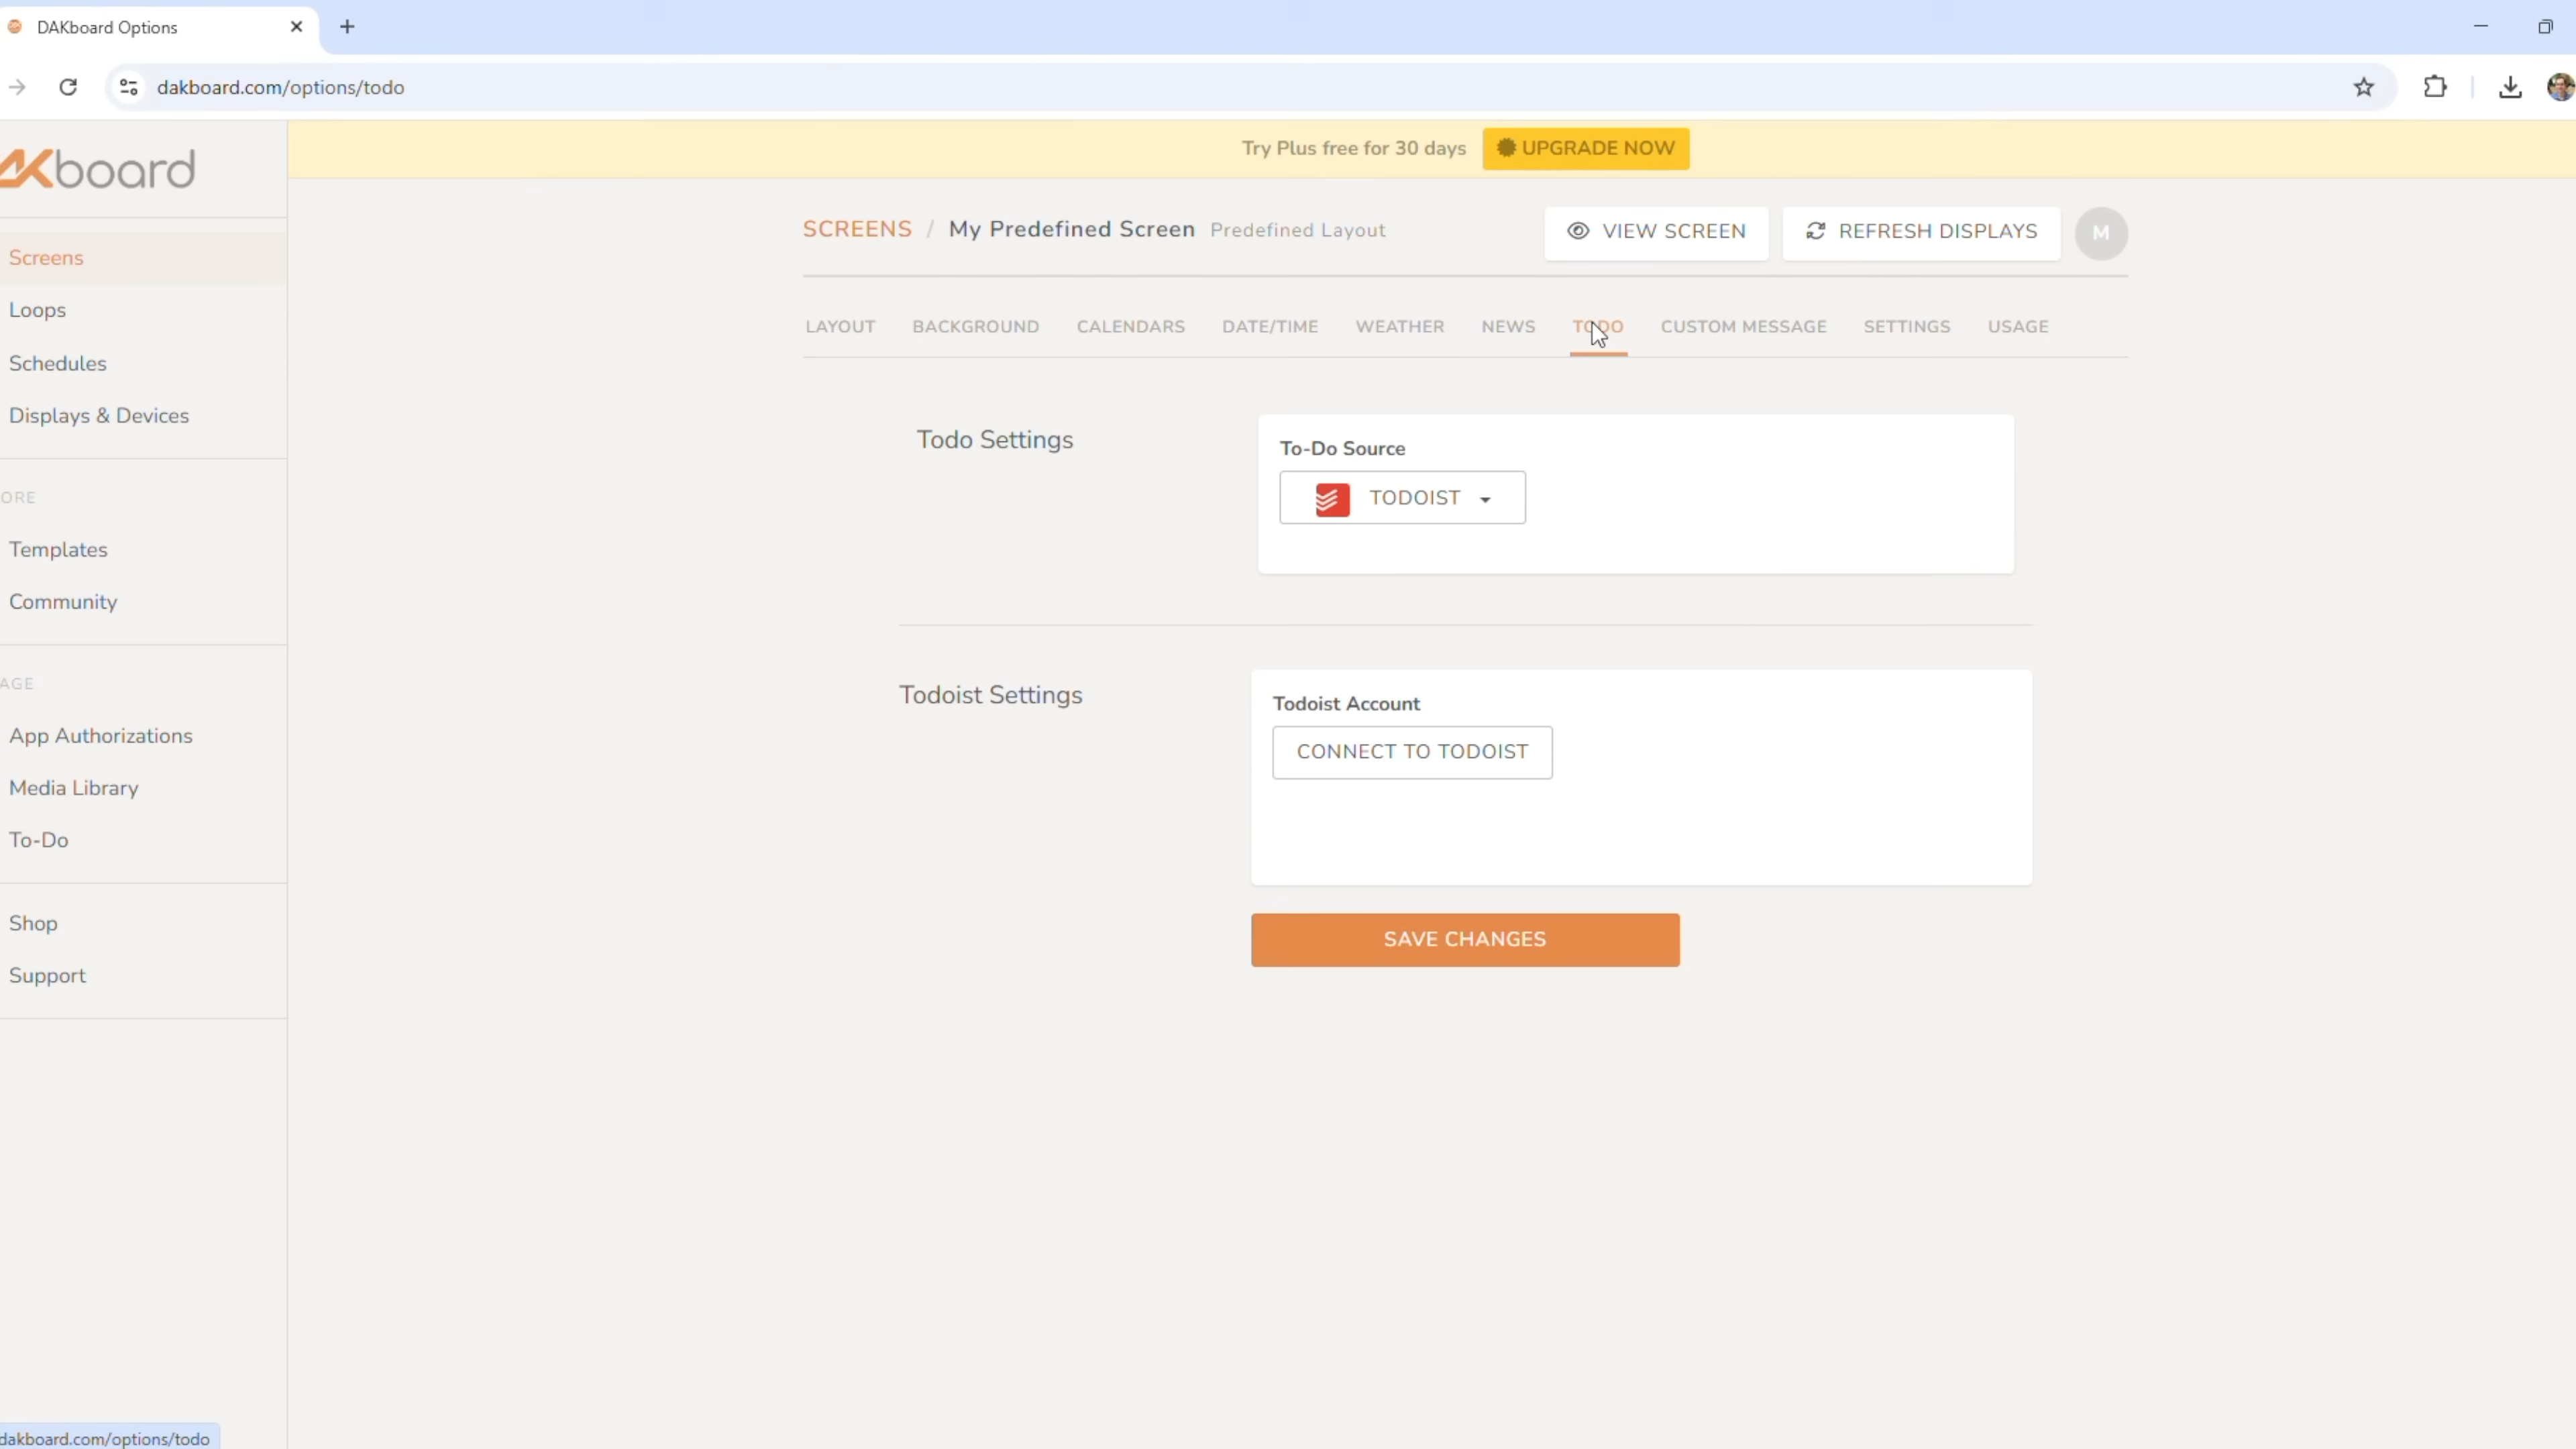 DAKboard Options
dakboard.com/options/todo
Try Plus free for 30 days
UPGRADE NOW
AKboard
SCREENS / My Predefined Screen Predefined Layout
VIEW SCREEN
REFRESH DISPLAYS
M
Screens
Loops
Schedules
Displays & Devices
ORE
Templates
Community
AGE
App Authorizations
Media Library
To-Do
Shop
Support
LAYOUT BACKGROUND CALENDARS DATE/TIME WEATHER NEWS TODO CUSTOM MESSAGE SETTINGS USAGE
Todo Settings
To-Do Source
TODOIST
Todoist Settings
Todoist Account
CONNECT TO TODOIST
SAVE CHANGES
dakboard.com/options/todo